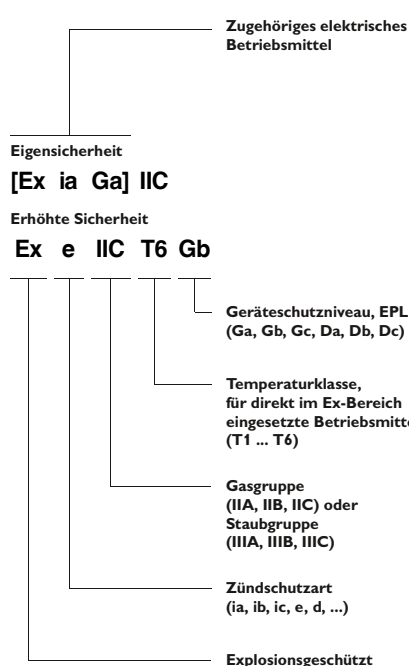 Zugehöriges elektrisches
Betriebsmittel
Eigensicherheit
[Ex ia Ga] IIC
Erhöhte Sicherheit
Ex e IIC T6 Gb
Geräteschutzniveau, EPL
(Ga, Gb, Gc, Da, Db, Dc)
Temperaturklasse,
für direkt im Ex-Bereich
eingesetzte Betriebsmitte
(T1 ... T6)
Gasgruppe
(IIA, IIB, IIC) oder
Staubgruppe
(IIIA, IIIB, IIIC)
Zündschutzart
(ia, ib, ic, e, d, ...)
Explosionsgeschützt